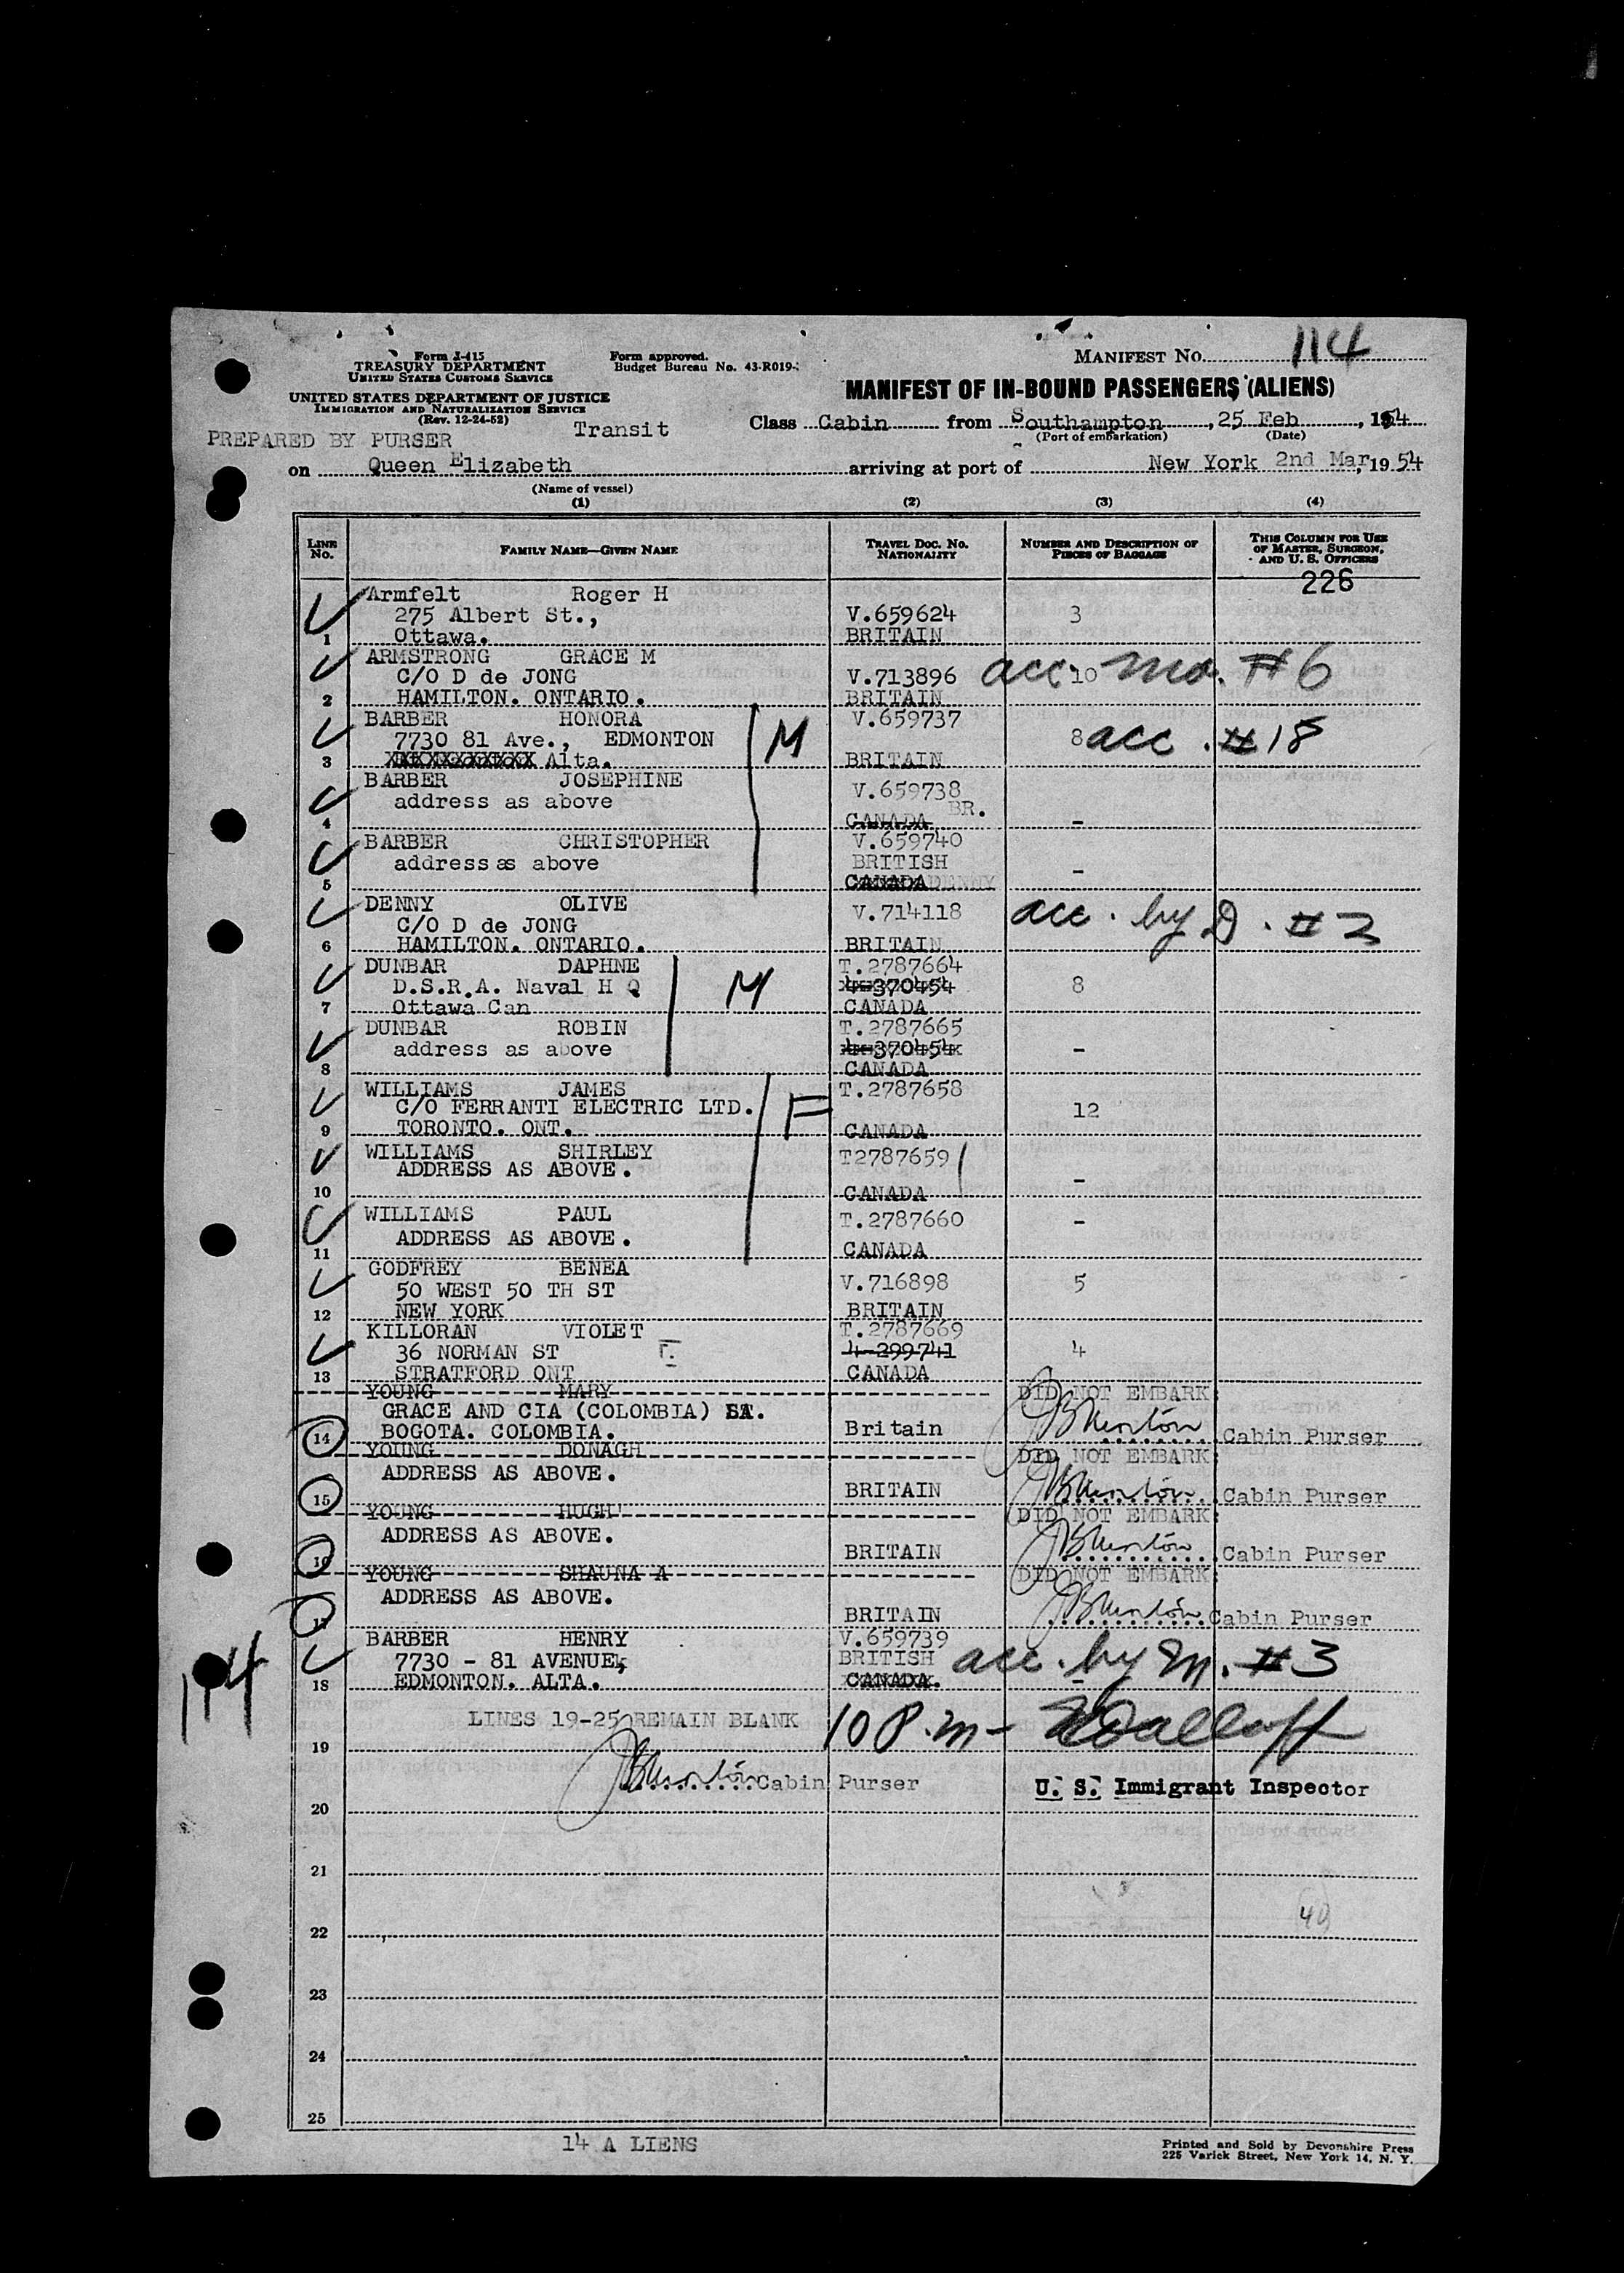 Form I-415
TREASURY DEPARTMENT
UNITED STATES CUSTOMS SERVICE
UNITED STATES DEPARTMENT OF JUSTICE
IMMIGRATION AND NATURALIZATION SERVICE
(Rev. 12-24-52)
Form approved.
Budget Bureau No. 43-R019-
MANIFEST NO. 114
MANIFEST OF IN-BOUND PASSENGERS (ALIENS)
PREPARED BY PURSER Transit
Class Cabin from Southampton, 25 Feb, 1954
(Port of embarkation) (Date)
on Queen Elizabeth arriving at port of New York 2nd Mar, 1954
(Name of vessel)
(1) (2) (3) (4)
LINE No. FAMILY NAME—GIVEN NAME TRAVEL DOC. NO. NATIONALITY NUMBER AND DESCRIPTION OF PIECES OF BAGGAGE THIS COLUMN FOR USE OF MASTER, SURGEON, AND U. S. OFFICERS
226
Armfelt Roger H
275 Albert St., V.659624 3
1 Ottawa. BRITAIN
ARMSTRONG GRACE M
C/O D de JONG V.713896 10 acc. #6
2 HAMILTON. ONTARIO. BRITAIN
BARBER HONORA V.659737
7730 81 Ave., EDMONTON M 8 acc. #18
3 XXXXXXXXXXXX Alta. BRITAIN
BARBER JOSEPHINE V.659738
address as above BR.
4 CANADA -
BARBER CHRISTOPHER V.659740
address as above BRITISH -
5 CANADA DENNY
DENNY OLIVE V.714118 acc. by D. #2
C/O D de JONG
6 HAMILTON. ONTARIO. BRITAIN
DUNBAR DAPHNE T.2787664
D.S.R.A. Naval H Q M 4-370454 8
7 Ottawa Can CANADA
DUNBAR ROBIN T.2787665
address as above 4-370454 -
8 CANADA
WILLIAMS JAMES T.2787658
C/O FERRANTI ELECTRIC LTD. F 12
9 TORONTO. ONT. CANADA
WILLIAMS SHIRLEY T2787659
ADDRESS AS ABOVE. -
10 CANADA
WILLIAMS PAUL T.2787660 -
ADDRESS AS ABOVE.
11 CANADA
GODFREY BENEA
50 WEST 50 TH ST V.716898 5
12 NEW YORK BRITAIN
KILLORAN VIOLET T.2787669
36 NORMAN ST 4-299741 4
13 STRATFORD ONT CANADA
YOUNG MARY DID NOT EMBARK:
GRACE AND CIA (COLOMBIA) SA.
14 BOGOTA. COLOMBIA. Britain Cabin Purser
YOUNG DONAGH DID NOT EMBARK:
ADDRESS AS ABOVE.
15 BRITAIN Cabin Purser
YOUNG HUGH DID NOT EMBARK:
ADDRESS AS ABOVE.
16 BRITAIN Cabin Purser
YOUNG SHAUNA A DID NOT EMBARK:
ADDRESS AS ABOVE.
17 BRITAIN Cabin Purser
BARBER HENRY V.659739
7730 - 81 AVENUE, BRITISH acc. by M. #3
18 EDMONTON. ALTA. CANADA. -
114
LINES 19-25 REMAIN BLANK 10 P.m-
19
Cabin Purser U. S. Immigrant Inspector
20
21
22
23
24
25
14 A LIENS
Printed and Sold by Devonshire Press
225 Varick Street, New York 14, N. Y.